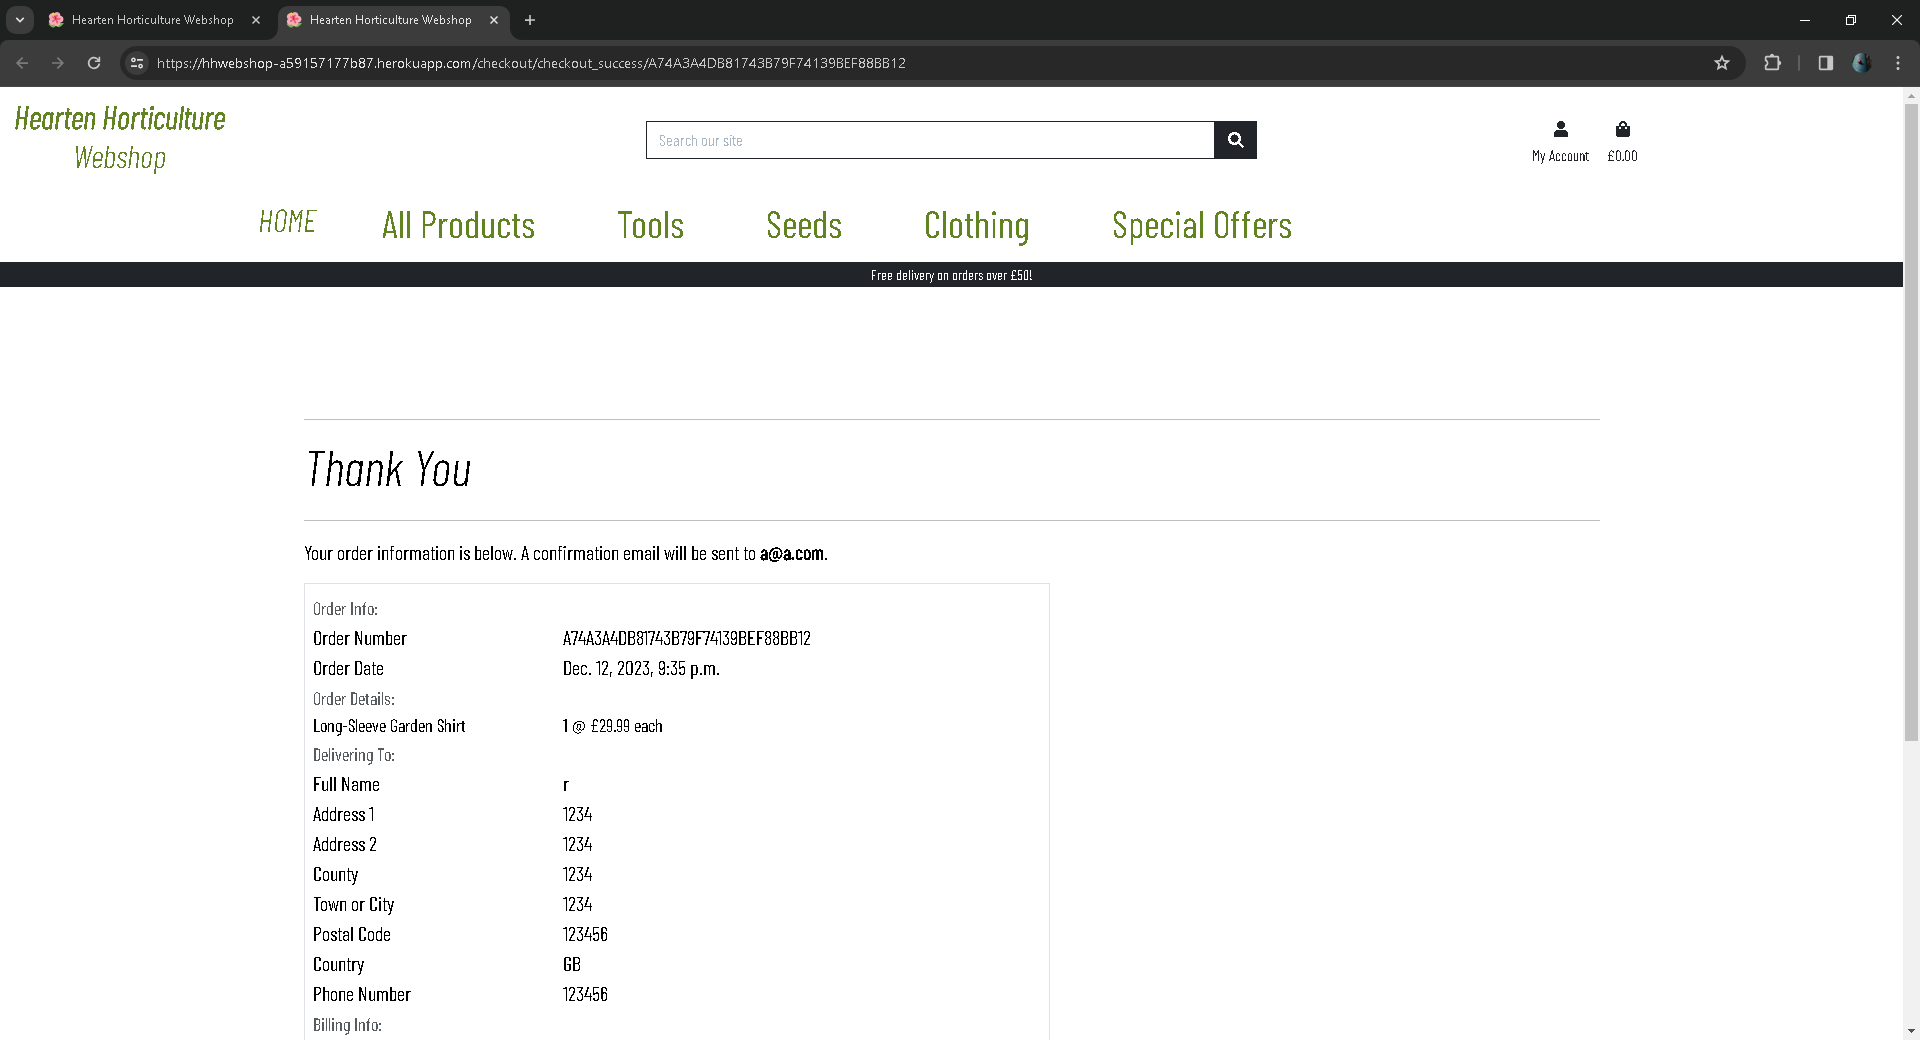 Hearten Horticulture Webshop
Hearten Horticulture Webshop
https://hhwebshop-a59157177b87.herokuapp.com/checkout/checkout_success/A74A3A4DB81743B79F74139BEF88BB12
Hearten Horticulture
Webshop
Search our site
My Account
£0.00
HOME
All Products
Tools
Seeds
Clothing
Special Offers
Free delivery on orders over £50!
Thank You
Your order information is below. A confirmation email will be sent to a@a.com.
Order Info:
Order Number A74A3A4DB81743B79F74139BEF88BB12
Order Date Dec. 12, 2023, 9:35 p.m.
Order Details:
Long-Sleeve Garden Shirt 1 @ £29.99 each
Delivering To:
Full Name r
Address 1 1234
Address 2 1234
County 1234
Town or City 1234
Postal Code 123456
Country GB
Phone Number 123456
Billing Info: